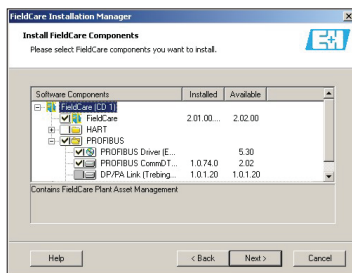 FieldCare Installation Manager
Install FieldCare Components
Please select FieldCare components you want to install.
E+H
Software Components Installed Available
FieldCare (CD 1)
FieldCare 2.01.00.... 2.02.00
HART
PROFIBUS
PROFIBUS Driver (E... 5.30
PROFIBUS CommDT... 1.0.74.0 2.02
DP/PA Link (Trebing... 1.0.1.20 1.0.1.20
Contains FieldCare Plant Asset Management
Help < Back Next > Cancel